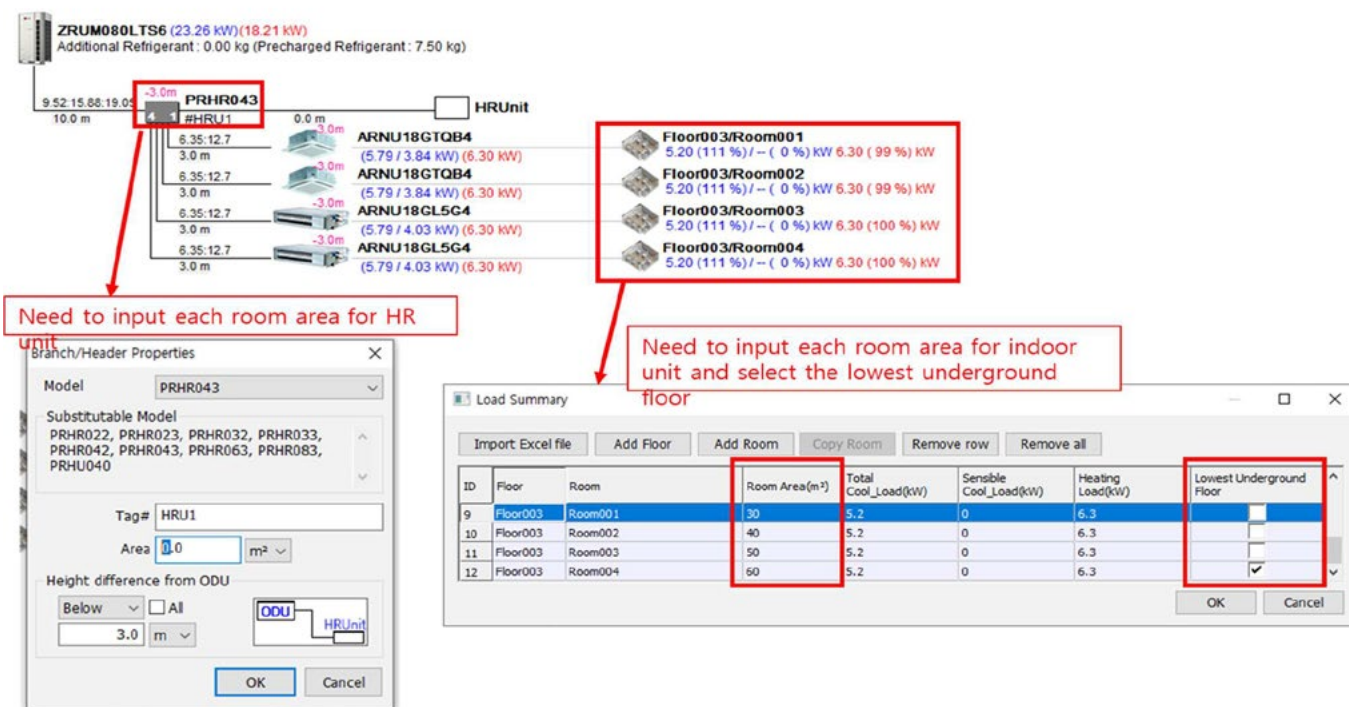 ZRUM080LTS6 (23.26 kW)(18.21 kW)
Additional Refrigerant : 0.00 kg (Precharged Refrigerant : 7.50 kg)
9.52:15.88:19.05
10.0 m
-3.0m
PRHR043
4 1
#HRU1
0.0 m
HRUnit
6.35:12.7
3.0 m
-3.0m
ARNU18GTQB4
(5.79 / 3.84 kW) (6.30 kW)
Floor003/Room001
5.20 (111 %) / -- ( 0 %) kW 6.30 ( 99 %) kW
6.35:12.7
3.0 m
-3.0m
ARNU18GTQB4
(5.79 / 3.84 kW) (6.30 kW)
Floor003/Room002
5.20 (111 %) / -- ( 0 %) kW 6.30 ( 99 %) kW
6.35:12.7
3.0 m
-3.0m
ARNU18GL5G4
(5.79 / 4.03 kW) (6.30 kW)
Floor003/Room003
5.20 (111 %) / -- ( 0 %) kW 6.30 (100 %) kW
6.35:12.7
3.0 m
-3.0m
ARNU18GL5G4
(5.79 / 4.03 kW) (6.30 kW)
Floor003/Room004
5.20 (111 %) / -- ( 0 %) kW 6.30 (100 %) kW
Need to input each room area for HR
unit
Branch/Header Properties
Model PRHR043
Substitutable Model
PRHR022, PRHR023, PRHR032, PRHR033,
PRHR042, PRHR043, PRHR063, PRHR083,
PRHU040
Tag# HRU1
Area 0.0 m²
Height difference from ODU
Below All
3.0 m
ODU
HRUnit
OK Cancel
Need to input each room area for indoor
unit and select the lowest underground
floor
Load Summary
Import Excel file Add Floor Add Room Copy Room Remove row Remove all
ID Floor Room Room Area(m²) Total Cool_Load(kW) Sensible Cool_Load(kW) Heating Load(kW) Lowest Underground Floor
9 Floor003 Room001 30 5.2 0 6.3
10 Floor003 Room002 40 5.2 0 6.3
11 Floor003 Room003 50 5.2 0 6.3
12 Floor003 Room004 60 5.2 0 6.3
OK Cancel